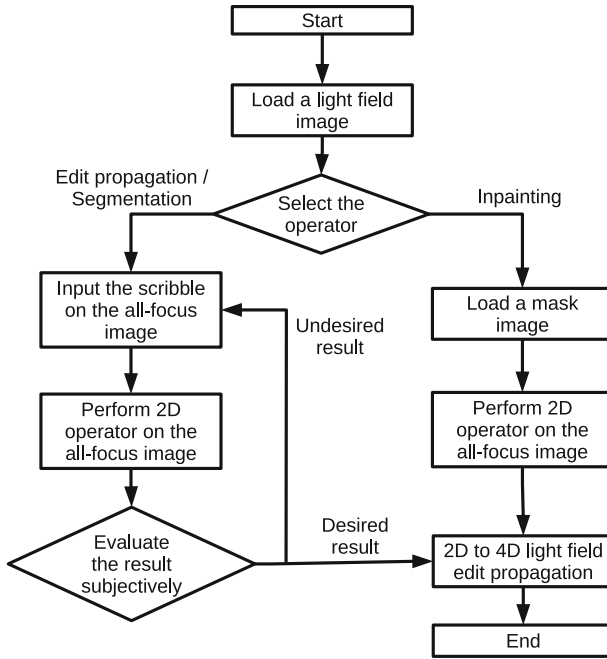 Start
Load a light field
image
Edit propagation /
Segmentation
Select the
operator
Inpainting
Input the scribble
on the all-focus
image
Undesired
result
Load a mask
image
Perform 2D
operator on the
all-focus image
Perform 2D
operator on the
all-focus image
Evaluate
the result
subjectively
Desired
result
2D to 4D light field
edit propagation
End